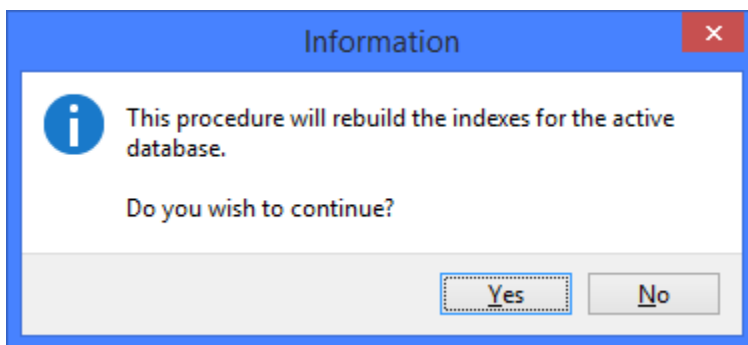 Information
This procedure will rebuild the indexes for the active
database.
Do you wish to continue?
Yes
No